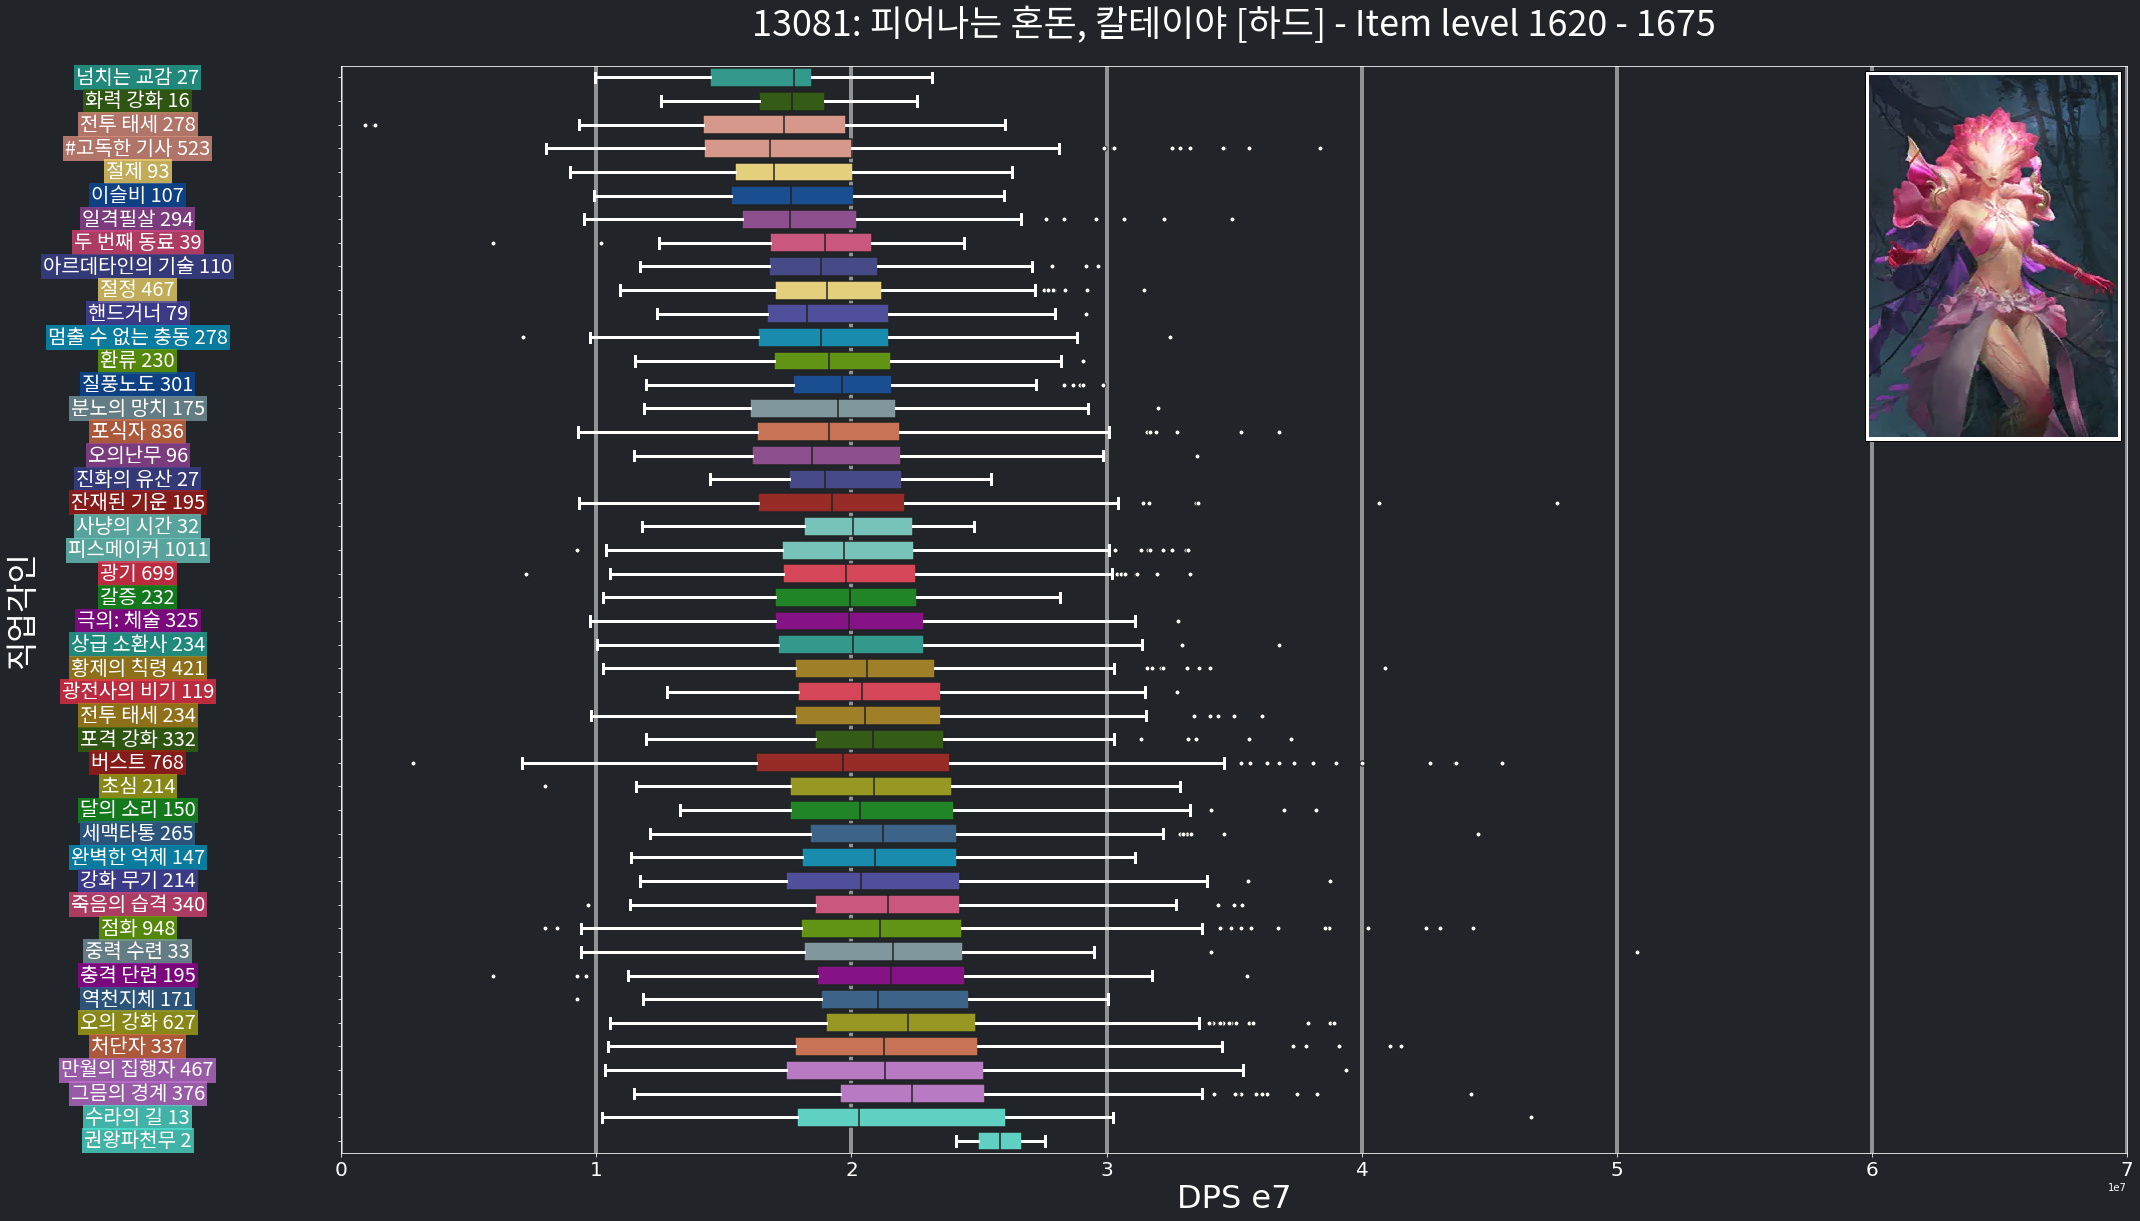 13081: 피어나는 혼돈, 칼테이야 [하드] - Item level 1620 - 1675
직업각인
넘치는 교감 27
화력 강화 16
전투 태세 278
#고독한 기사 523
절제 93
이슬비 107
일격필살 294
두 번째 동료 39
아르데타인의 기술 110
절정 467
핸드거너 79
멈출 수 없는 충동 278
환류 230
질풍노도 301
분노의 망치 175
포식자 836
오의난무 96
진화의 유산 27
잔재된 기운 195
사냥의 시간 32
피스메이커 1011
광기 699
갈증 232
극의: 체술 325
상급 소환사 234
황제의 칙령 421
광전사의 비기 119
전투 태세 234
포격 강화 332
버스트 768
초심 214
달의 소리 150
세맥타통 265
완벽한 억제 147
강화 무기 214
죽음의 습격 340
점화 948
중력 수련 33
충격 단련 195
역천지체 171
오의 강화 627
처단자 337
만월의 집행자 467
그믐의 경계 376
수라의 길 13
권왕파천무 2
0 1 2 3 4 5 6 7
DPS e7
1e7